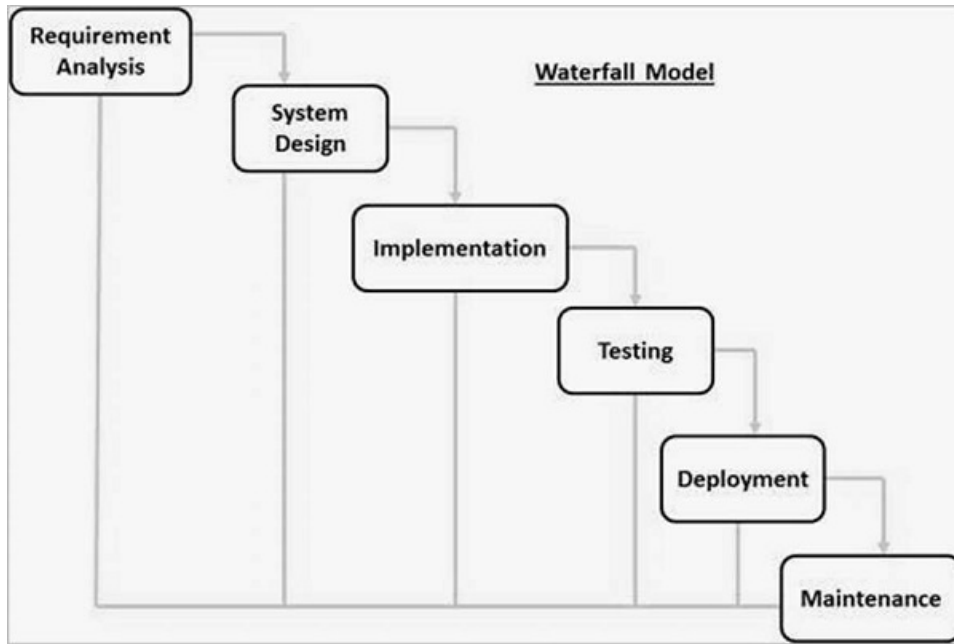 Requirement
Analysis
Waterfall Model
System
Design
Implementation
Testing
Deployment
Maintenance